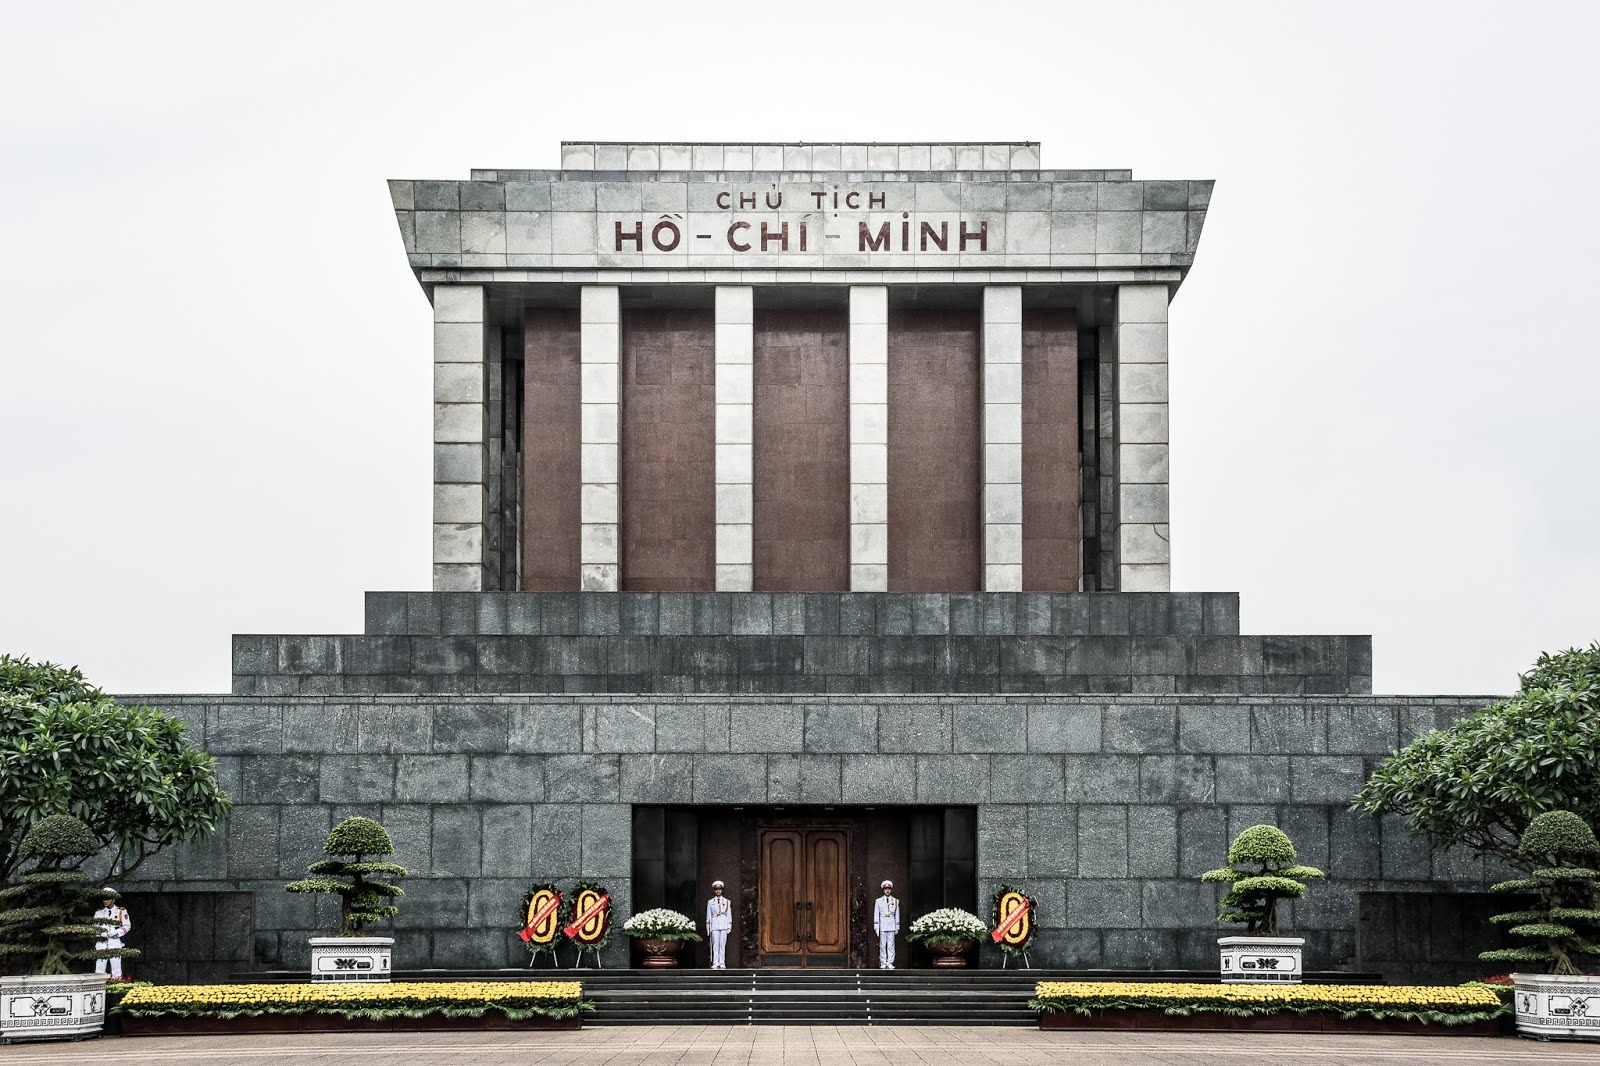 CHỦ TỊCH
HỒ - CHÍ - MINH